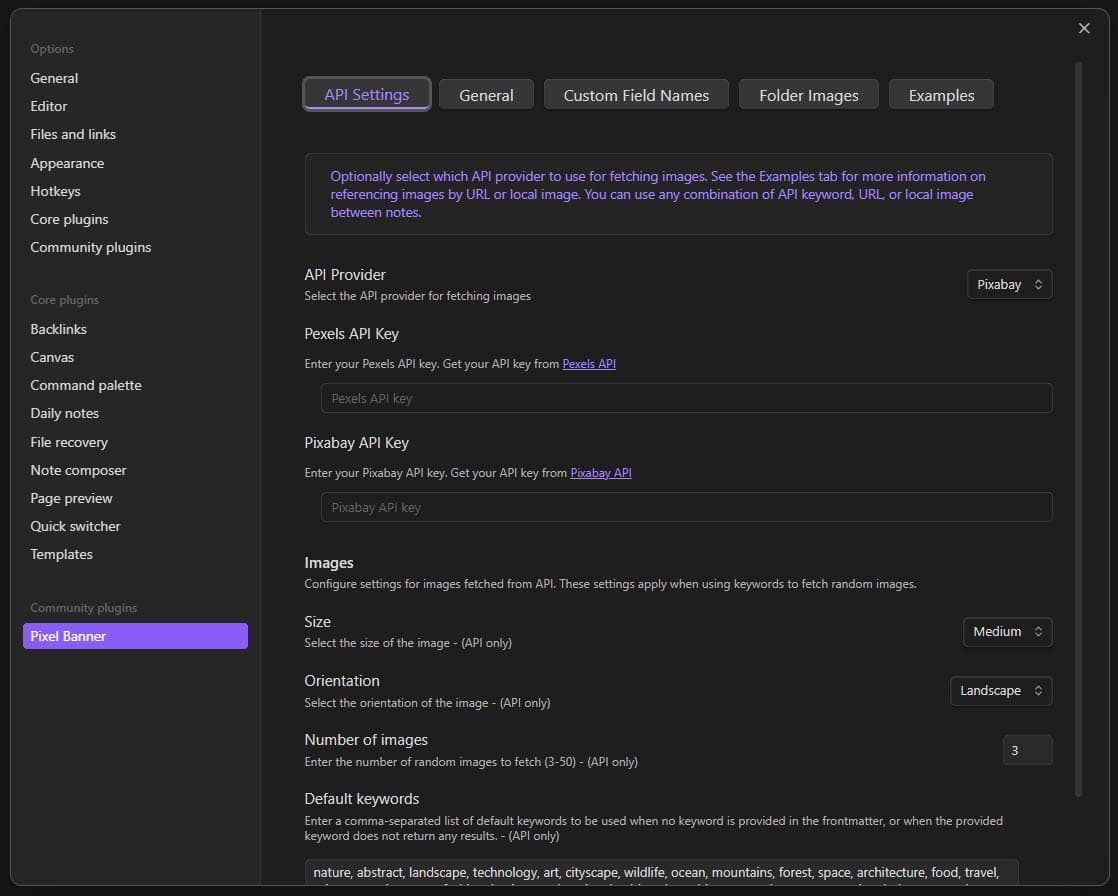 Options
General
Editor
Files and links
Appearance
Hotkeys
Core plugins
Community plugins
Core plugins
Backlinks
Canvas
Command palette
Daily notes
File recovery
Note composer
Page preview
Quick switcher
Templates
Community plugins
Pixel Banner
API Settings
General
Custom Field Names
Folder Images
Examples
Optionally select which API provider to use for fetching images. See the Examples tab for more information on
referencing images by URL or local image. You can use any combination of API keyword, URL, or local image
between notes.
API Provider
Select the API provider for fetching images
Pixabay
Pexels API Key
Enter your Pexels API key. Get your API key from Pexels API
Pexels API key
Pixabay API Key
Enter your Pixabay API key. Get your API key from Pixabay API
Pixabay API key
Images
Configure settings for images fetched from API. These settings apply when using keywords to fetch random images.
Size
Select the size of the image - (API only)
Medium
Orientation
Select the orientation of the image - (API only)
Landscape
Number of images
Enter the number of random images to fetch (3-50) - (API only)
3
Default keywords
Enter a comma-separated list of default keywords to be used when no keyword is provided in the frontmatter, or when the provided
keyword does not return any results. - (API only)
nature, abstract, landscape, technology, art, cityscape, wildlife, ocean, mountains, forest, space, architecture, food, travel,